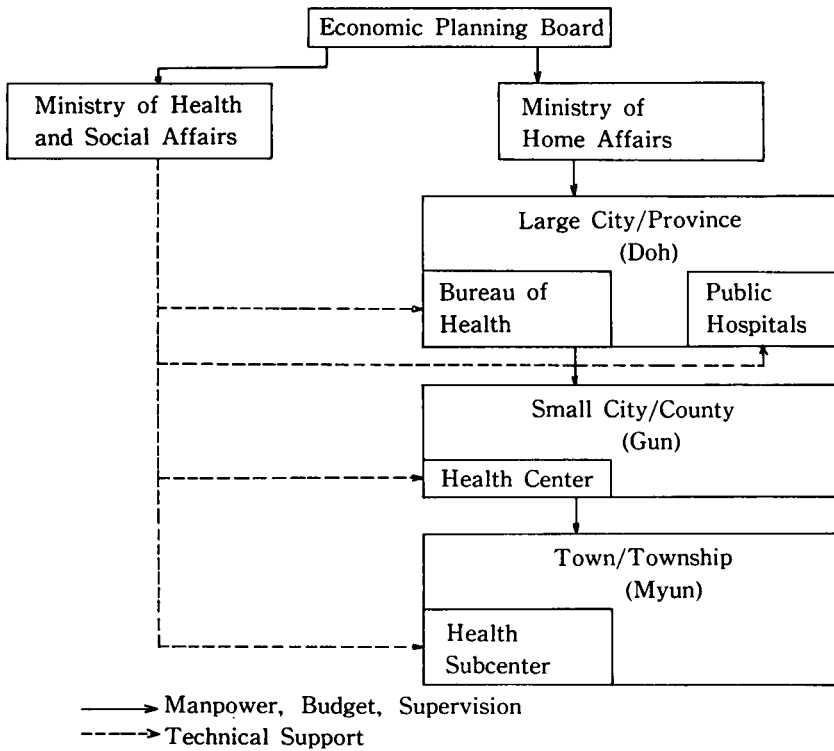 Economic Planning Board
Ministry of Health
and Social Affairs
Ministry of
Home Affairs
Large City/Province
(Doh)
Bureau of
Health
Public
Hospitals
Small City/County
(Gun)
Health Center
Town/Township
(Myun)
Health
Subcenter
Manpower, Budget, Supervision
Technical Support